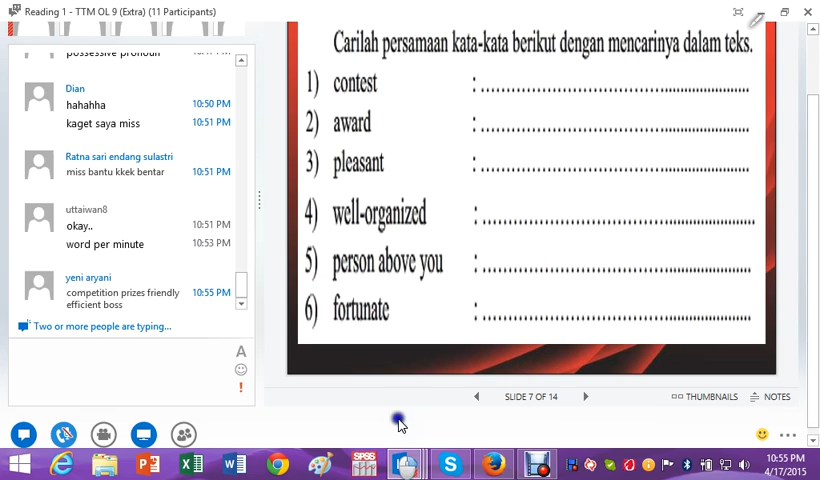 Reading 1 - TTM OL 9 (Extra) (11 Participants)
Dian
hahahha 10:50 PM
kaget saya miss 10:51 PM
Ratna sari endang sulastri
miss bantu kkek bentar 10:51 PM
uttaiwan8
okay.. 10:51 PM
word per minute 10:53 PM
yeni aryani
competition prizes friendly 10:55 PM
efficient boss
Two or more people are typing...
A
!
Carilah persamaan kata-kata berikut dengan mencarinya dalam teks.
1) contest : ........................................................
2) award : ........................................................
3) pleasant : ........................................................
4) well-organized : ........................................................
5) person above you : ........................................................
6) fortunate : ........................................................
SLIDE 7 OF 14
THUMBNAILS
NOTES
SPSS
10:55 PM
4/17/2015